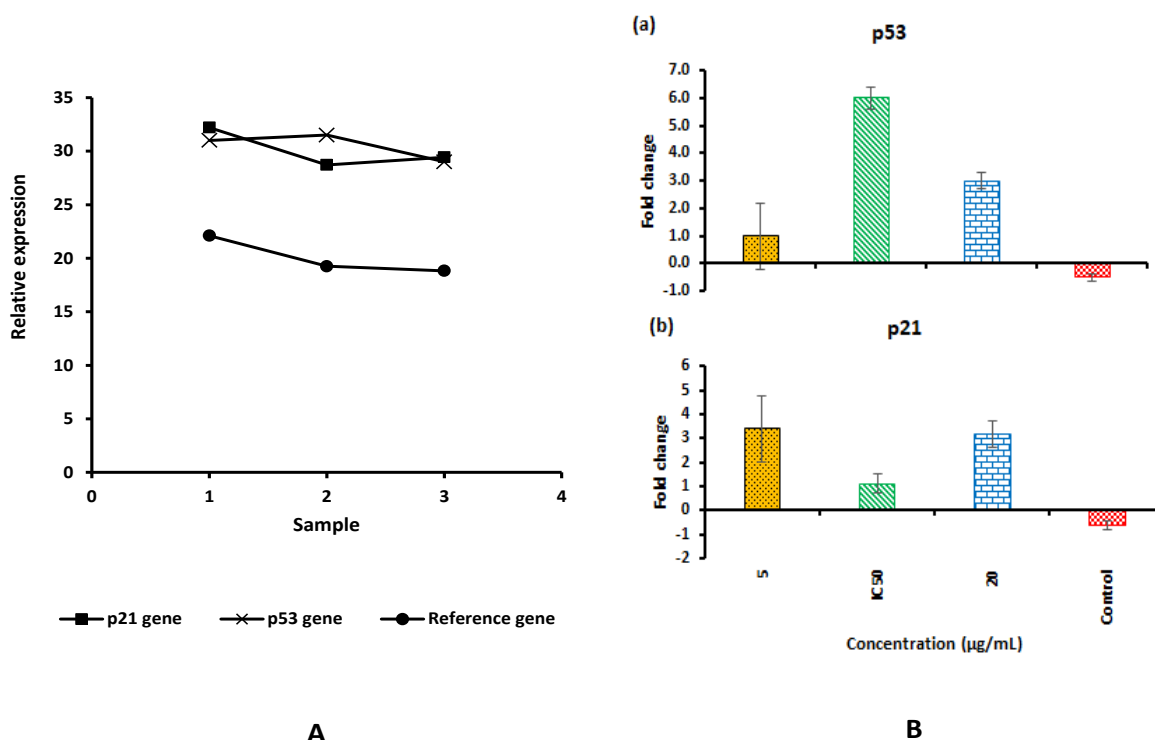 35
30
25
20
15
10
5
0
0 1 2 3 4
Relative expression
Sample
p21 gene p53 gene Reference gene
A
(a)
p53
7.0
6.0
5.0
4.0
3.0
2.0
1.0
0.0
-1.0
Fold change
(b)
p21
6
5
4
3
2
1
0
-1
-2
Fold change
5 IC50 20 Control
Concentration (µg/mL)
B